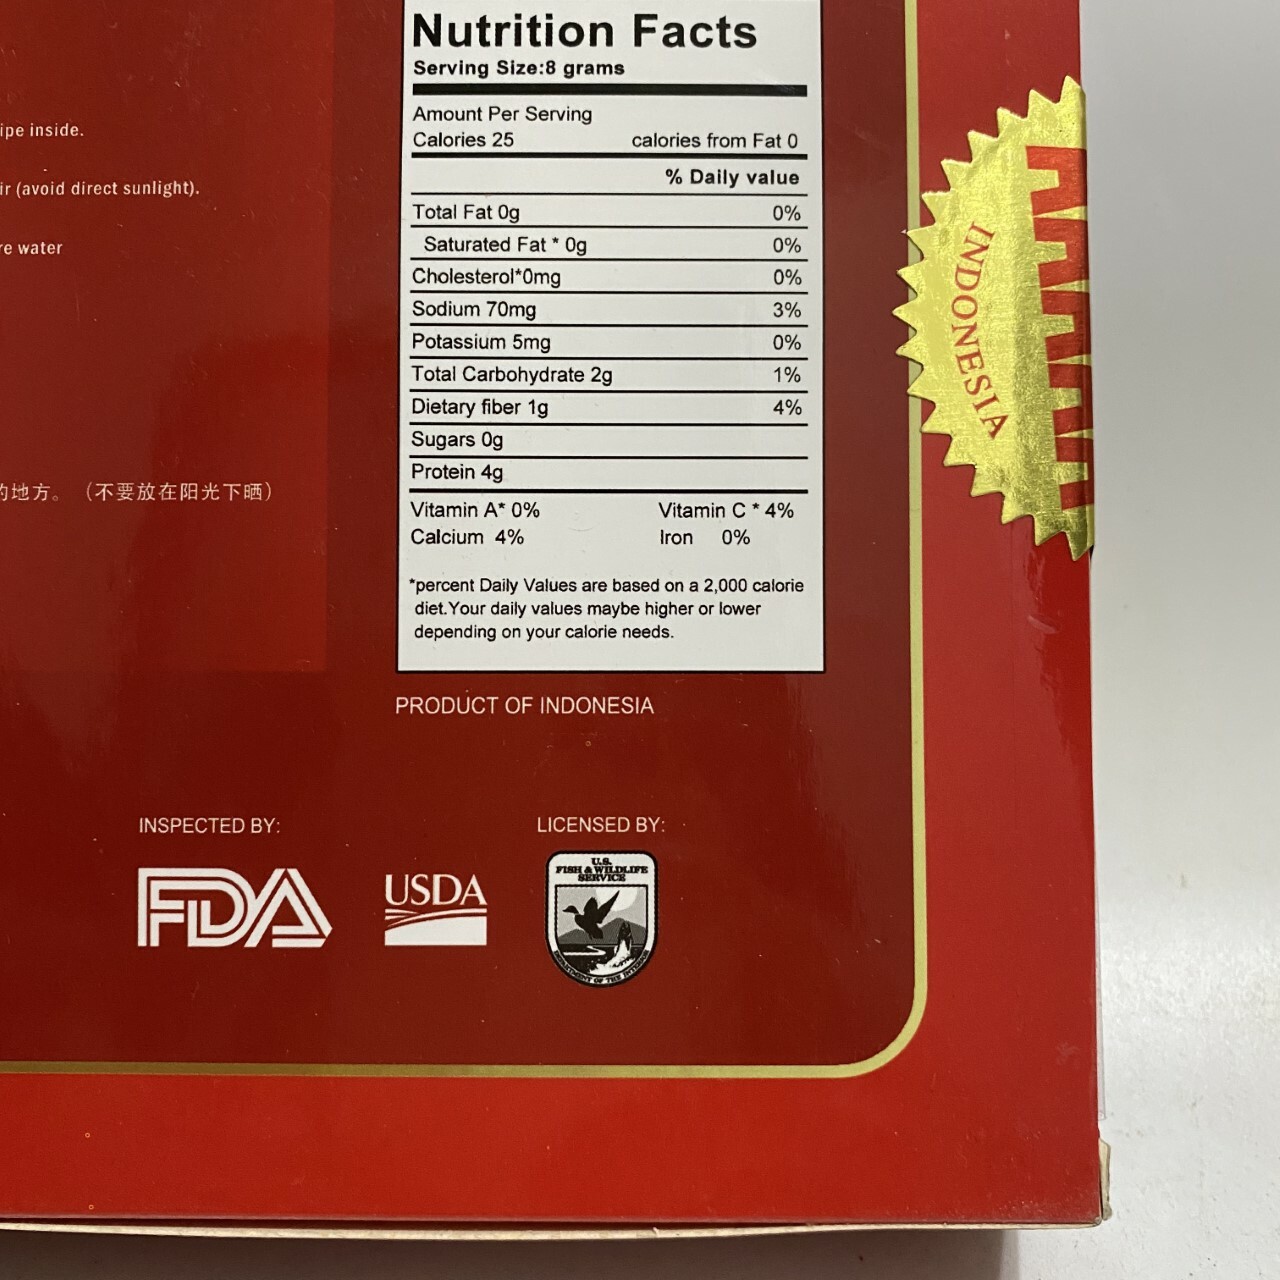 ipe inside.
ir (avoid direct sunlight).
re water
的地方。（不要放在阳光下晒）
Nutrition Facts
Serving Size:8 grams
Amount Per Serving
Calories 25 calories from Fat 0
% Daily value
Total Fat 0g 0%
Saturated Fat * 0g 0%
Cholesterol*0mg 0%
Sodium 70mg 3%
Potassium 5mg 0%
Total Carbohydrate 2g 1%
Dietary fiber 1g 4%
Sugars 0g
Protein 4g
Vitamin A* 0% Vitamin C * 4%
Calcium 4% Iron 0%
*percent Daily Values are based on a 2,000 calorie
diet.Your daily values maybe higher or lower
depending on your calorie needs.
PRODUCT OF INDONESIA
INDONESIA
INSPECTED BY:
FDA
USDA
LICENSED BY:
U.S.
FISH & WILDLIFE
SERVICE
DEPARTMENT OF THE INTERIOR